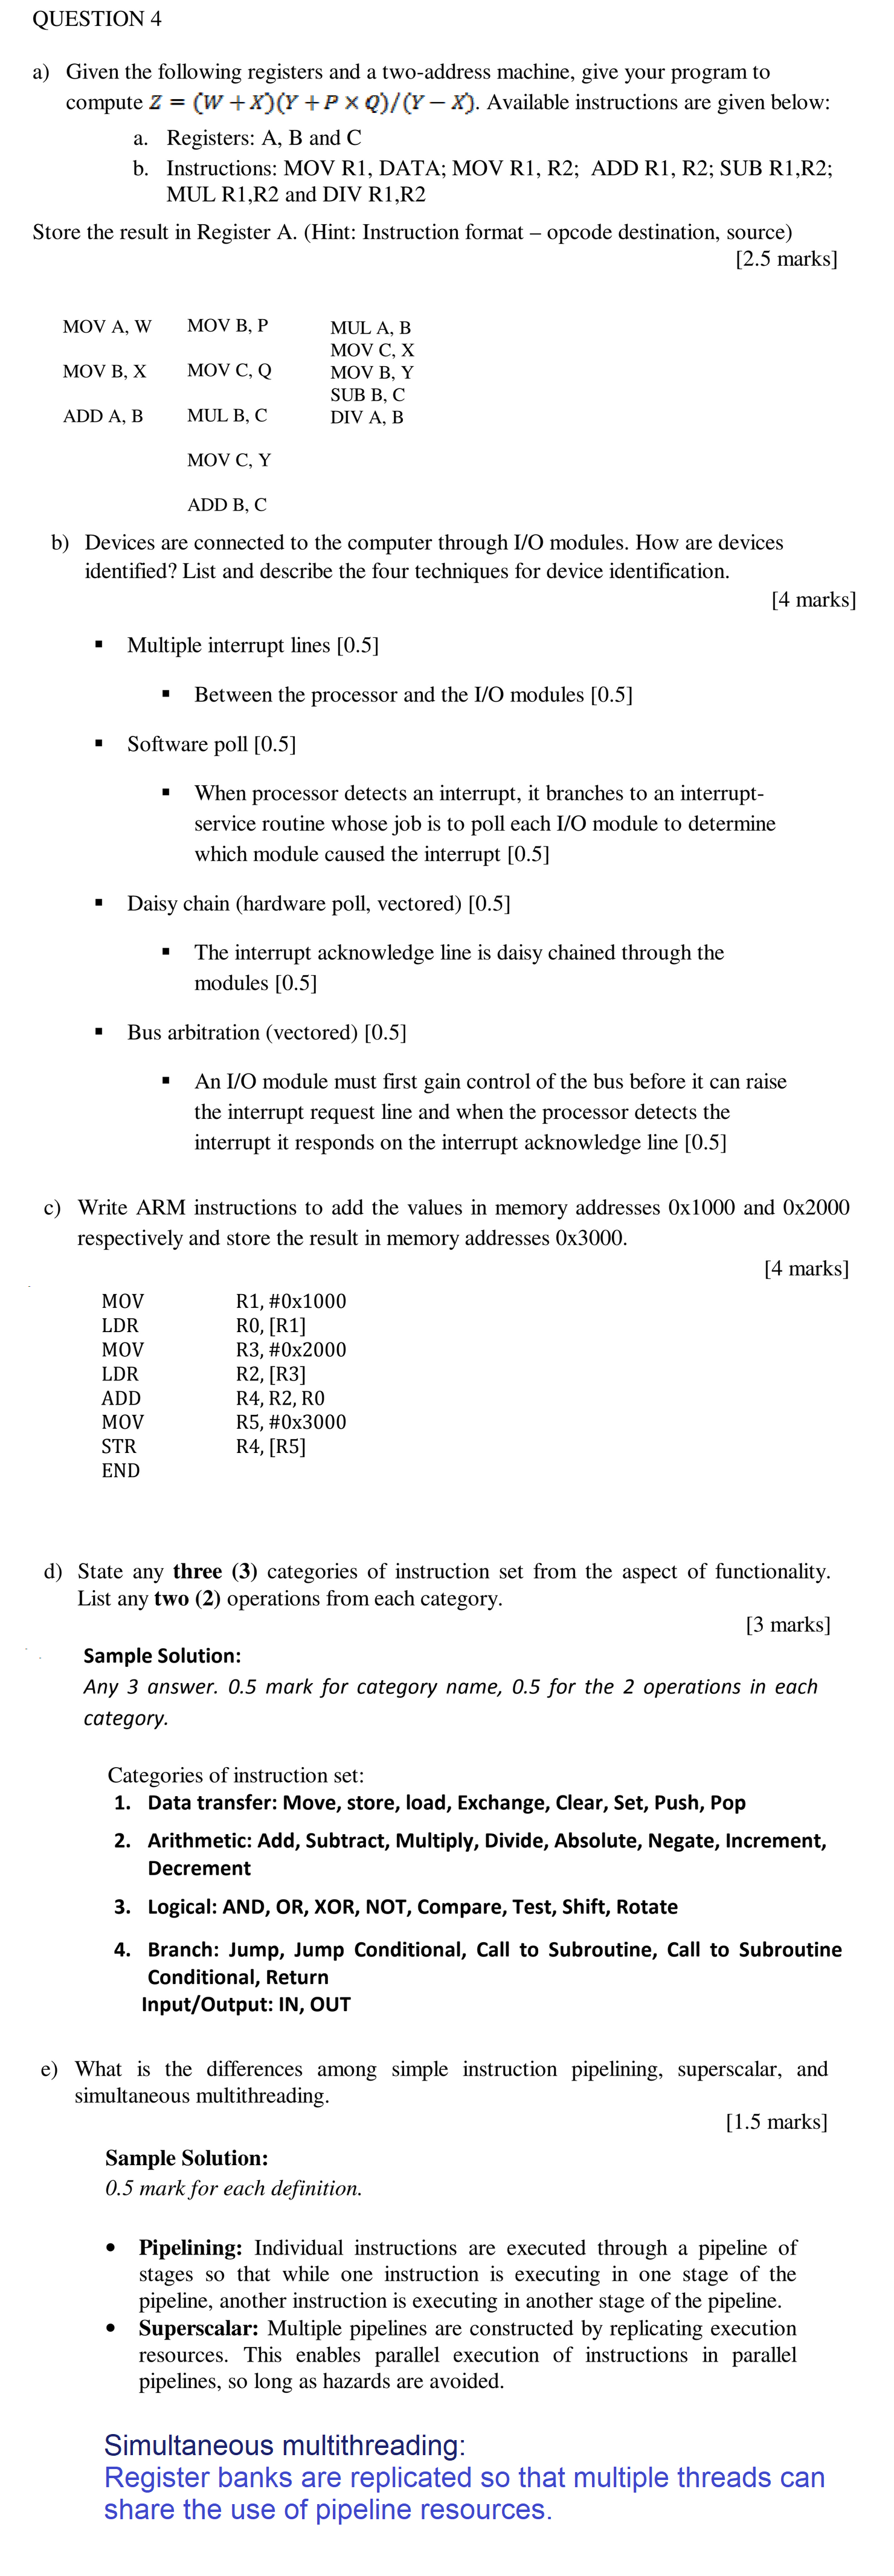 QUESTION 4
a) Given the following registers and a two-address machine, give your program to
compute Z = (W + X)(Y + P × Q)/(Y − X). Available instructions are given below:
a. Registers: A, B and C
b. Instructions: MOV R1, DATA; MOV R1, R2; ADD R1, R2; SUB R1,R2;
MUL R1,R2 and DIV R1,R2
Store the result in Register A. (Hint: Instruction format – opcode destination, source)
[2.5 marks]
MOV A, W
MOV B, X
ADD A, B
MOV B, P
MOV C, Q
MUL B, C
MOV C, Y
ADD B, C
MUL A, B
MOV C, X
MOV B, Y
SUB B, C
DIV A, B
b) Devices are connected to the computer through I/O modules. How are devices
identified? List and describe the four techniques for device identification.
[4 marks]
▪ Multiple interrupt lines [0.5]
▪ Between the processor and the I/O modules [0.5]
▪ Software poll [0.5]
▪ When processor detects an interrupt, it branches to an interrupt-
service routine whose job is to poll each I/O module to determine
which module caused the interrupt [0.5]
▪ Daisy chain (hardware poll, vectored) [0.5]
▪ The interrupt acknowledge line is daisy chained through the
modules [0.5]
▪ Bus arbitration (vectored) [0.5]
▪ An I/O module must first gain control of the bus before it can raise
the interrupt request line and when the processor detects the
interrupt it responds on the interrupt acknowledge line [0.5]
c) Write ARM instructions to add the values in memory addresses 0x1000 and 0x2000
respectively and store the result in memory addresses 0x3000.
[4 marks]
MOV R1, #0x1000
LDR R0, [R1]
MOV R3, #0x2000
LDR R2, [R3]
ADD R4, R2, R0
MOV R5, #0x3000
STR R4, [R5]
END
d) State any three (3) categories of instruction set from the aspect of functionality.
List any two (2) operations from each category.
[3 marks]
Sample Solution:
Any 3 answer. 0.5 mark for category name, 0.5 for the 2 operations in each
category.
Categories of instruction set:
1. Data transfer: Move, store, load, Exchange, Clear, Set, Push, Pop
2. Arithmetic: Add, Subtract, Multiply, Divide, Absolute, Negate, Increment,
Decrement
3. Logical: AND, OR, XOR, NOT, Compare, Test, Shift, Rotate
4. Branch: Jump, Jump Conditional, Call to Subroutine, Call to Subroutine
Conditional, Return
Input/Output: IN, OUT
e) What is the differences among simple instruction pipelining, superscalar, and
simultaneous multithreading.
[1.5 marks]
Sample Solution:
0.5 mark for each definition.
• Pipelining: Individual instructions are executed through a pipeline of
stages so that while one instruction is executing in one stage of the
pipeline, another instruction is executing in another stage of the pipeline.
• Superscalar: Multiple pipelines are constructed by replicating execution
resources. This enables parallel execution of instructions in parallel
pipelines, so long as hazards are avoided.
Simultaneous multithreading:
Register banks are replicated so that multiple threads can
share the use of pipeline resources.